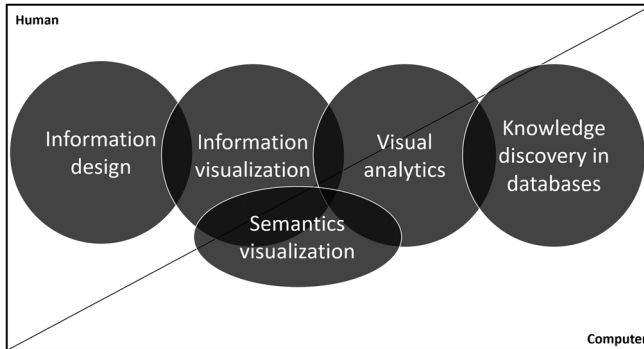 Human
Information
design
Information
visualization
Visual
analytics
Knowledge
discovery in
databases
Semantics
visualization
Computer